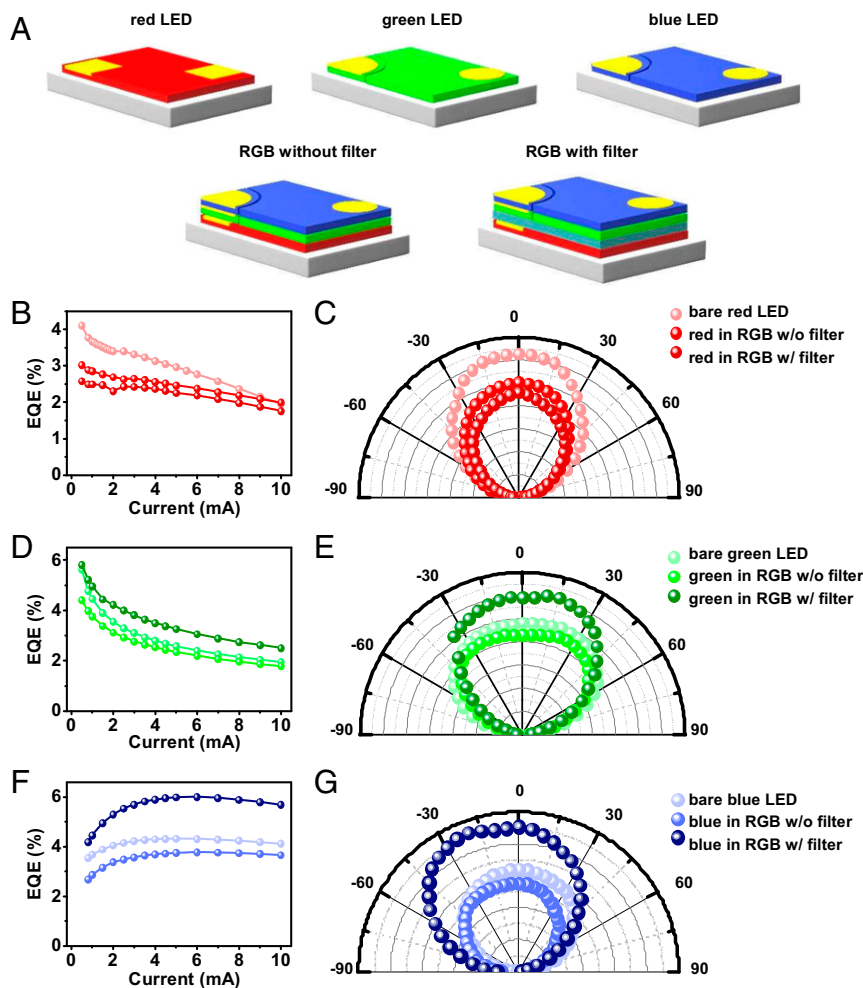 A
red LED
green LED
blue LED
RGB without filter
RGB with filter
B
EQE (%)
4
3
2
1
0
0 2 4 6 8 10
Current (mA)
C
-90
-60
-30
0
30
60
90
bare red LED
red in RGB w/o filter
red in RGB w/ filter
D
EQE (%)
6
4
2
0
0 2 4 6 8 10
Current (mA)
E
-90
-60
-30
0
30
60
90
bare green LED
green in RGB w/o filter
green in RGB w/ filter
F
EQE (%)
6
4
2
0
0 2 4 6 8 10
Current (mA)
G
-90
-60
-30
0
30
60
90
bare blue LED
blue in RGB w/o filter
blue in RGB w/ filter